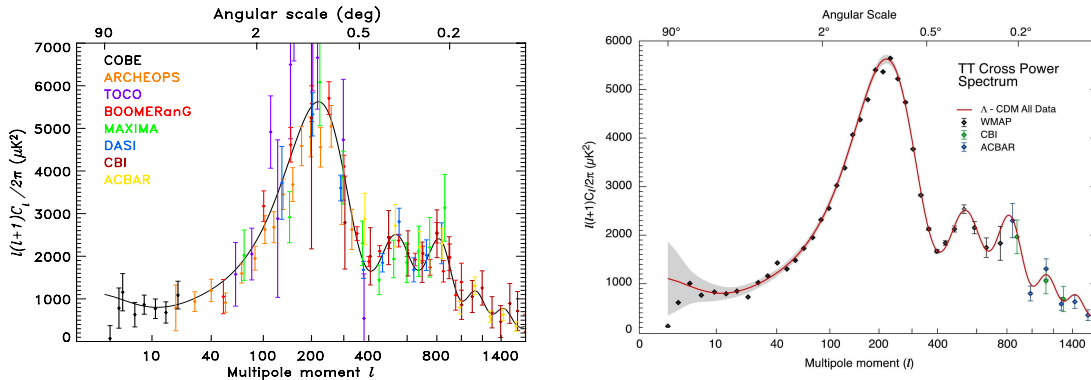 Angular scale (deg)
90 2 0.5 0.2
7000
6000
5000
4000
3000
2000
1000
0
l(l+1)Cₗ/2π (μK²)
COBE
ARCHEOPS
TOCO
BOOMERanG
MAXIMA
DASI
CBI
ACBAR
10 40 100 200 400 800 1400
Multipole moment l
Angular Scale
90° 2° 0.5° 0.2°
6000
5000
4000
3000
2000
1000
0
l(l+1)Cₗ/2π (μK²)
TT Cross Power
Spectrum
Λ - CDM All Data
WMAP
CBI
ACBAR
0 10 40 100 200 400 800 1400
Multipole moment (l)